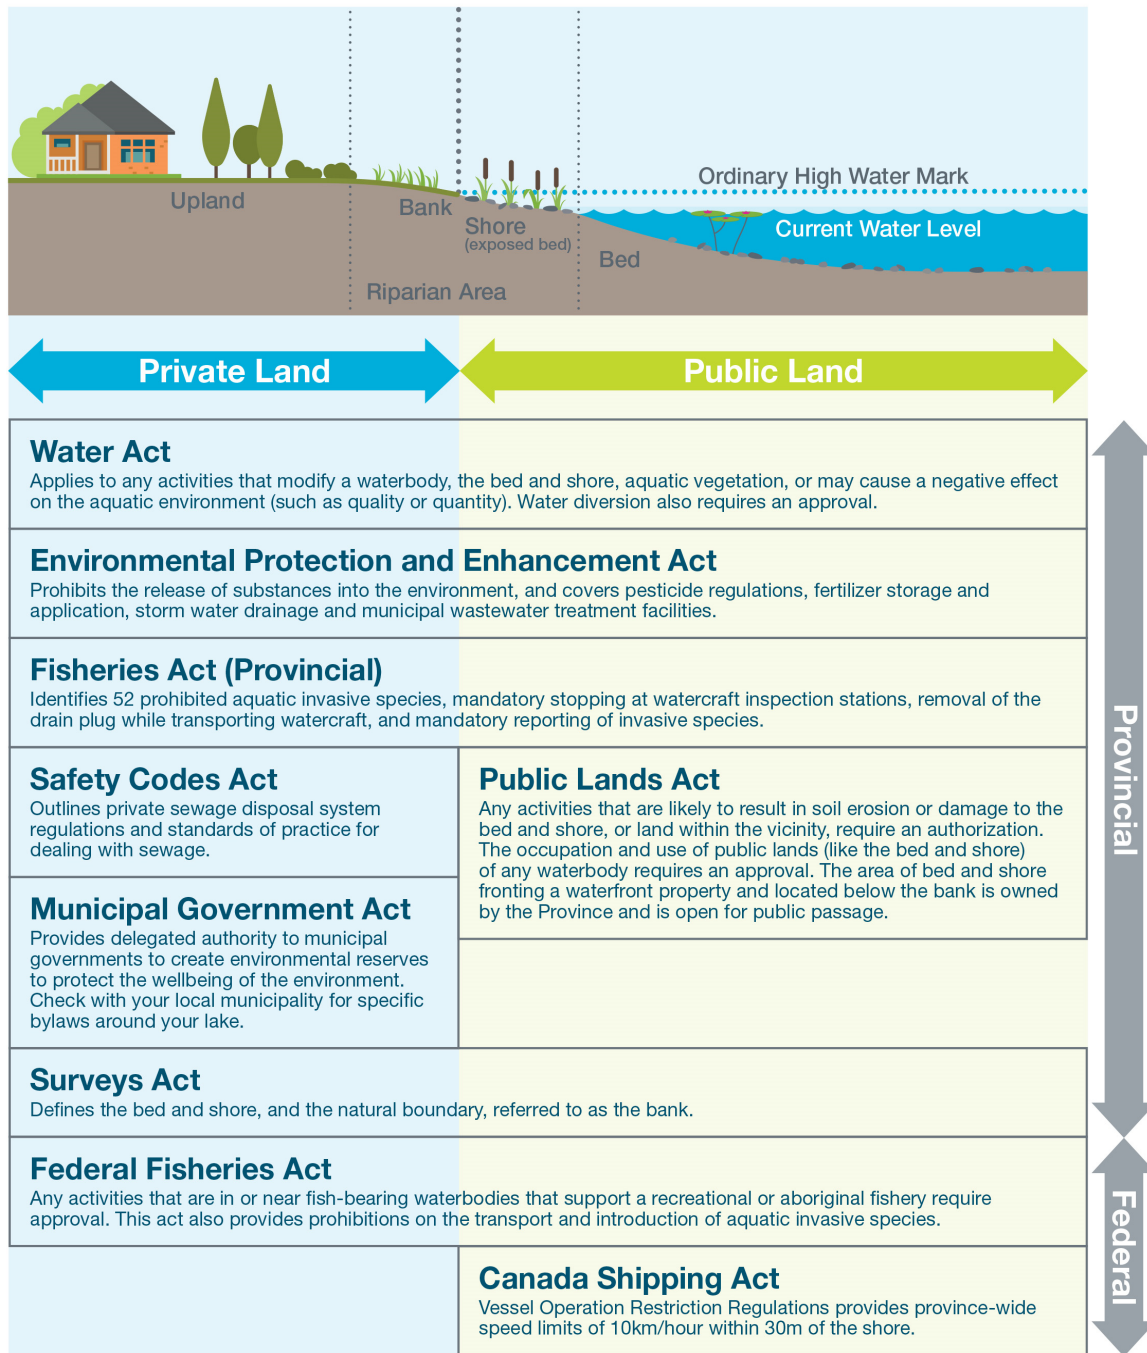 Ordinary High Water Mark
Upland
Bank
Shore
(exposed bed)
Current Water Level
Bed
Riparian Area
Private Land
Public Land
Water Act
Applies to any activities that modify a waterbody, the bed and shore, aquatic vegetation, or may cause a negative effect
on the aquatic environment (such as quality or quantity). Water diversion also requires an approval.
Environmental Protection and Enhancement Act
Prohibits the release of substances into the environment, and covers pesticide regulations, fertilizer storage and
application, storm water drainage and municipal wastewater treatment facilities.
Fisheries Act (Provincial)
Identifies 52 prohibited aquatic invasive species, mandatory stopping at watercraft inspection stations, removal of the
drain plug while transporting watercraft, and mandatory reporting of invasive species.
Safety Codes Act
Outlines private sewage disposal system
regulations and standards of practice for
dealing with sewage.
Municipal Government Act
Provides delegated authority to municipal
governments to create environmental reserves
to protect the wellbeing of the environment.
Check with your local municipality for specific
bylaws around your lake.
Public Lands Act
Any activities that are likely to result in soil erosion or damage to the
bed and shore, or land within the vicinity, require an authorization.
The occupation and use of public lands (like the bed and shore)
of any waterbody requires an approval. The area of bed and shore
fronting a waterfront property and located below the bank is owned
by the Province and is open for public passage.
Surveys Act
Defines the bed and shore, and the natural boundary, referred to as the bank.
Provincial
Federal Fisheries Act
Any activities that are in or near fish-bearing waterbodies that support a recreational or aboriginal fishery require
approval. This act also provides prohibitions on the transport and introduction of aquatic invasive species.
Canada Shipping Act
Vessel Operation Restriction Regulations provides province-wide
speed limits of 10km/hour within 30m of the shore.
Federal